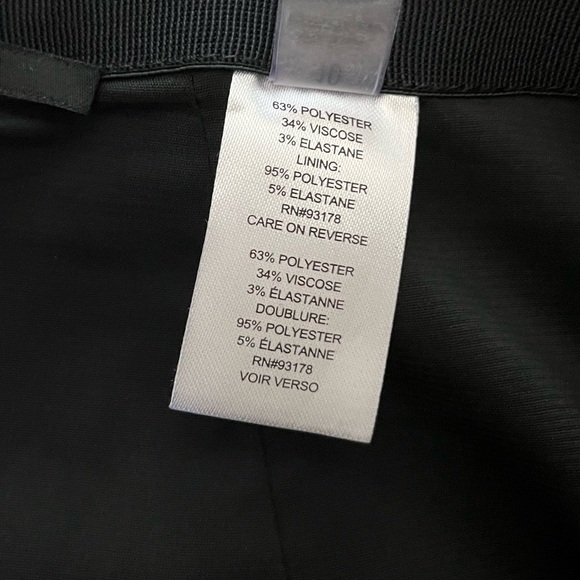 10
63% POLYESTER
34% VISCOSE
3% ELASTANE
LINING:
95% POLYESTER
5% ELASTANE
RN#93178
CARE ON REVERSE
63% POLYESTER
34% VISCOSE
3% ÉLASTANNE
DOUBLURE:
95% POLYESTER
5% ÉLASTANNE
RN#93178
VOIR VERSO